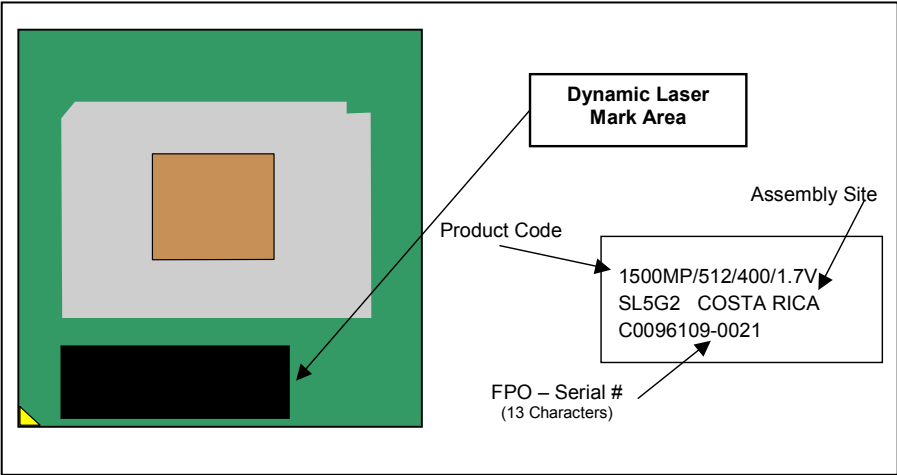 Dynamic Laser
Mark Area
Assembly Site
Product Code
1500MP/512/400/1.7V
SL5G2 COSTA RICA
C0096109-0021
FPO – Serial #
(13 Characters)